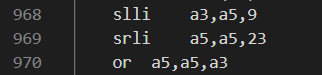 968 slli a3,a5,9
969 srli a5,a5,23
970 or a5,a5,a3